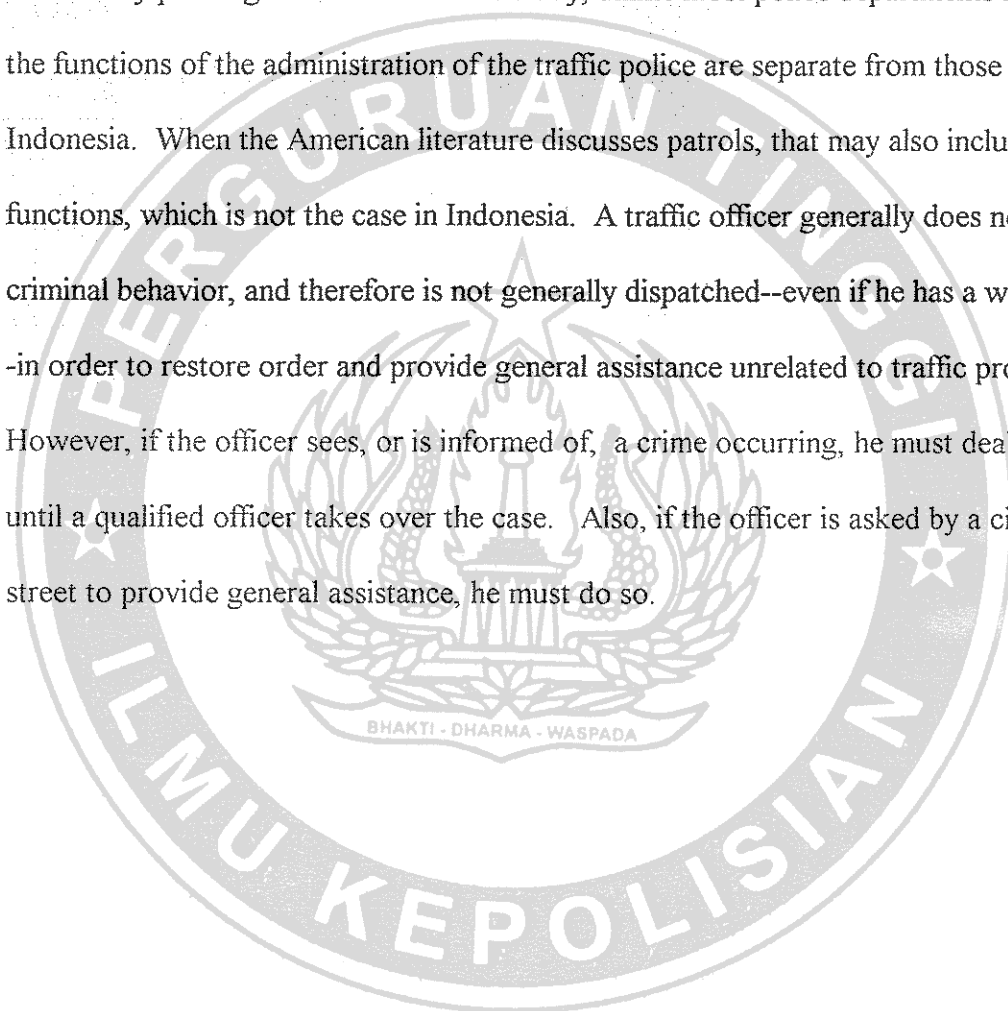 the functions of the administration of the traffic police are separate from those
Indonesia. When the American literature discusses patrols, that may also
functions, which is not the case in Indonesia. A traffic officer generally does
criminal behavior, and therefore is not generally dispatched--even if he has a
-in order to restore order and provide general assistance unrelated to traffic
However, if the officer sees, or is informed of, a crime occurring, he must
until a qualified officer takes over the case. Also, if the officer is asked by a
street to provide general assistance, he must do so.
PERGURUAN TINGGI
BHAKTI - DHARMA - WASPADA
ILMU KEPOLISIAN